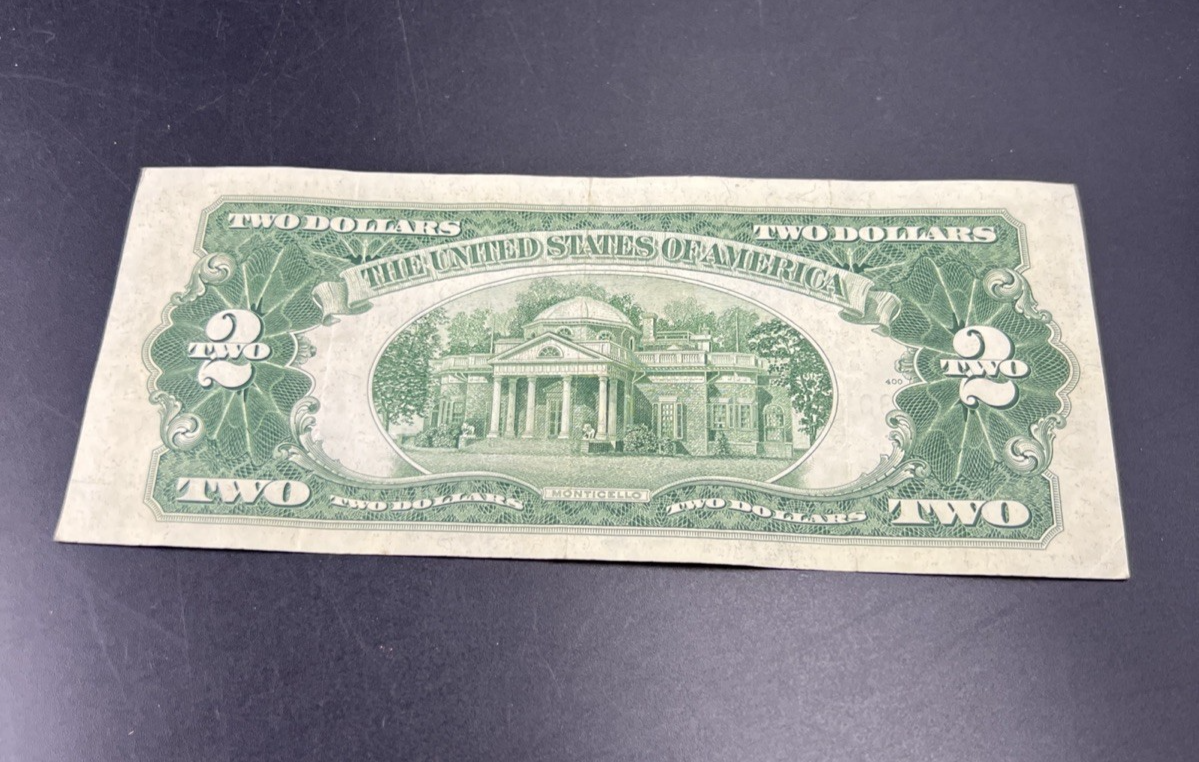 TWO DOLLARS TWO DOLLARS
THE UNITED STATES OF AMERICA
2 TWO
2 TWO
400
MONTICELLO
TWO TWO DOLLARS TWO DOLLARS TWO